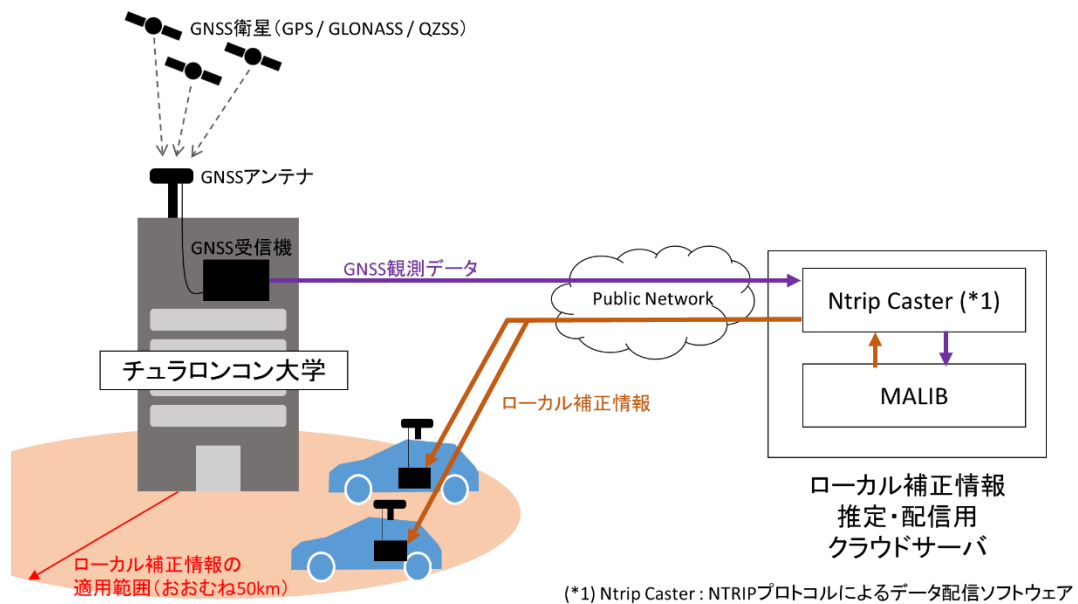 GNSS衛星（GPS / GLONASS / QZSS）
GNSSアンテナ
GNSS受信機
GNSS観測データ
Public Network
Ntrip Caster (*1)
MALIB
チュラロンコン大学
ローカル補正情報
ローカル補正情報
推定・配信用
クラウドサーバ
ローカル補正情報の
適用範囲（おおむね50km）
(*1) Ntrip Caster : NTRIPプロトコルによるデータ配信ソフトウェア